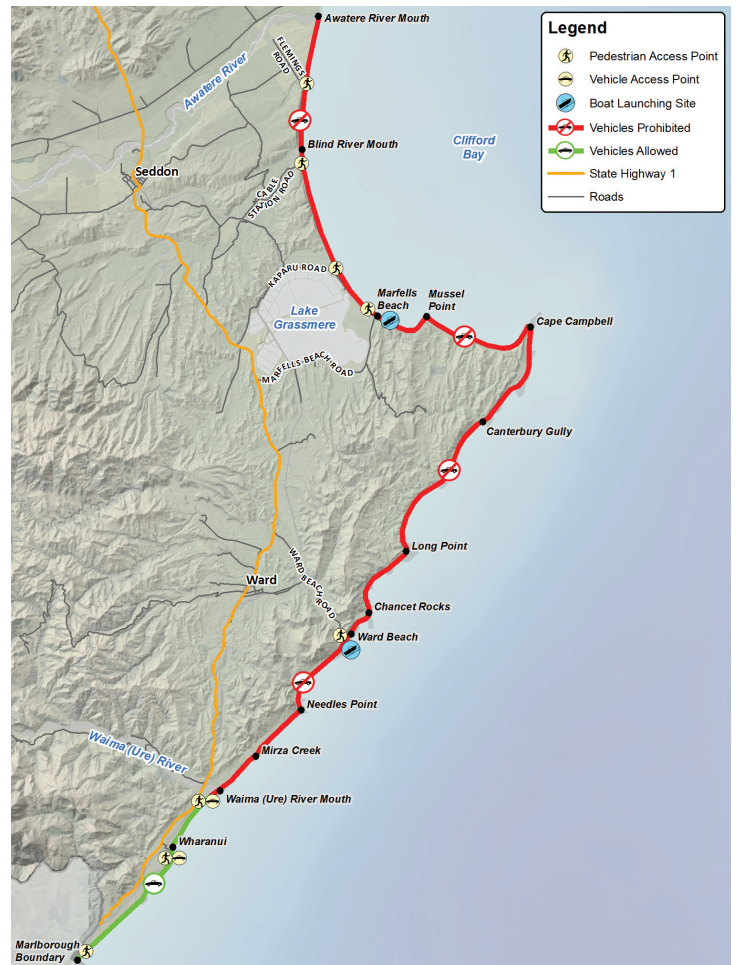 Awatere River Mouth
FLEMINGS
ROAD
Awatere River
Blind River Mouth
Clifford
Bay
Seddon
CABLE
STATION ROAD
KAPARU ROAD
Lake
Grassmere
Marfells
Beach
Mussel
Point
Cape Campbell
MARFELLS BEACH ROAD
Canterbury Gully
Long Point
WARD BEACH ROAD
Ward
Chancet Rocks
Ward Beach
Needles Point
Waima (Ure) River
Mirza Creek
Waima (Ure) River Mouth
Wharanui
Marlborough
Boundary
Legend
Pedestrian Access Point
Vehicle Access Point
Boat Launching Site
Vehicles Prohibited
Vehicles Allowed
State Highway 1
Roads